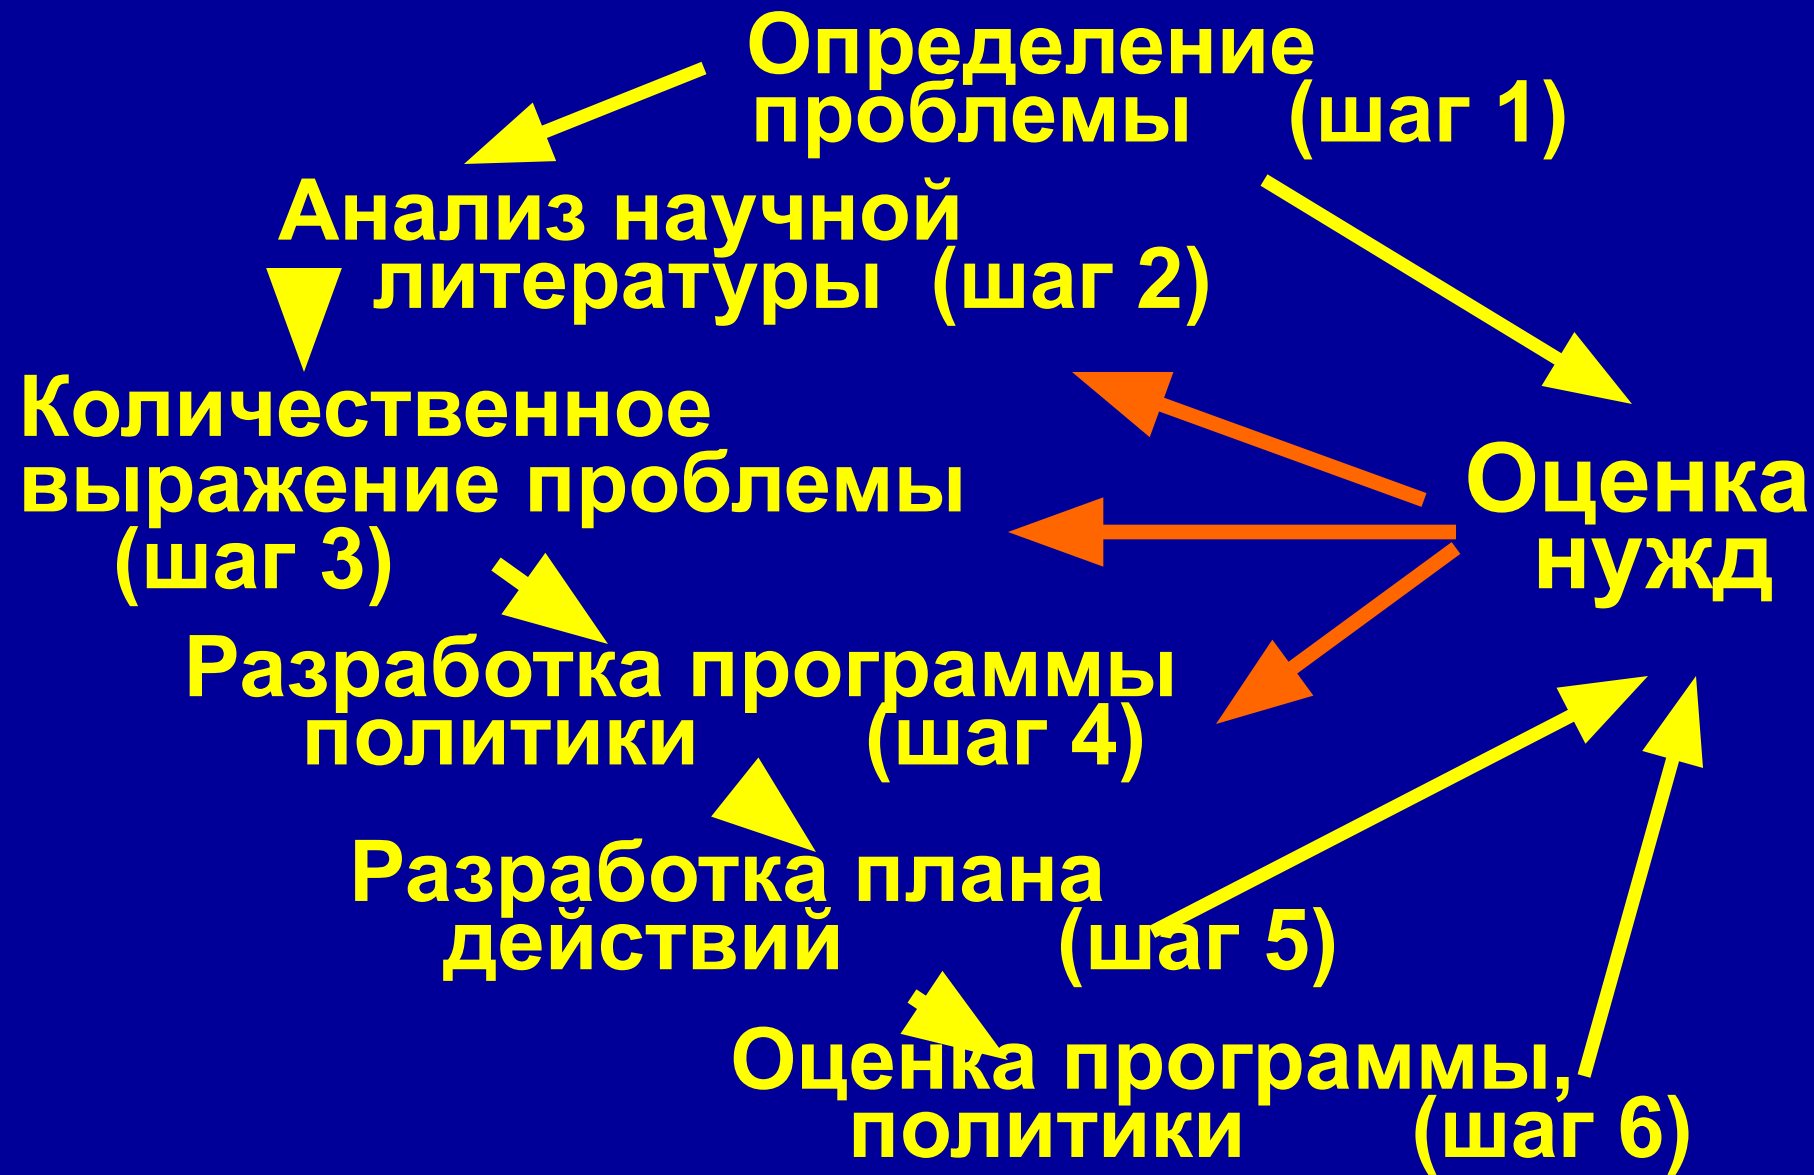 Определение
проблемы (шаг 1)
Анализ научной
литературы (шаг 2)
Количественное
выражение проблемы
(шаг 3)
Оценка
нужд
Разработка программы
политики (шаг 4)
Разработка плана
действий (шаг 5)
Оценка программы,
политики (шаг 6)